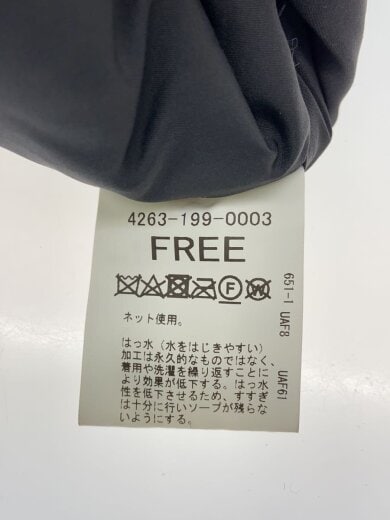 4263-199-0003
FREE
F W
ネット使用。
はっ水（水をはじきやすい）
加工は永久的なものではなく、
着用や洗濯を繰り返すことに
より効果が低下する。はっ水
性を低下させるため、すすぎ
は十分に行いソープが残らな
いようにする。
651-1 UAF8 UAF61